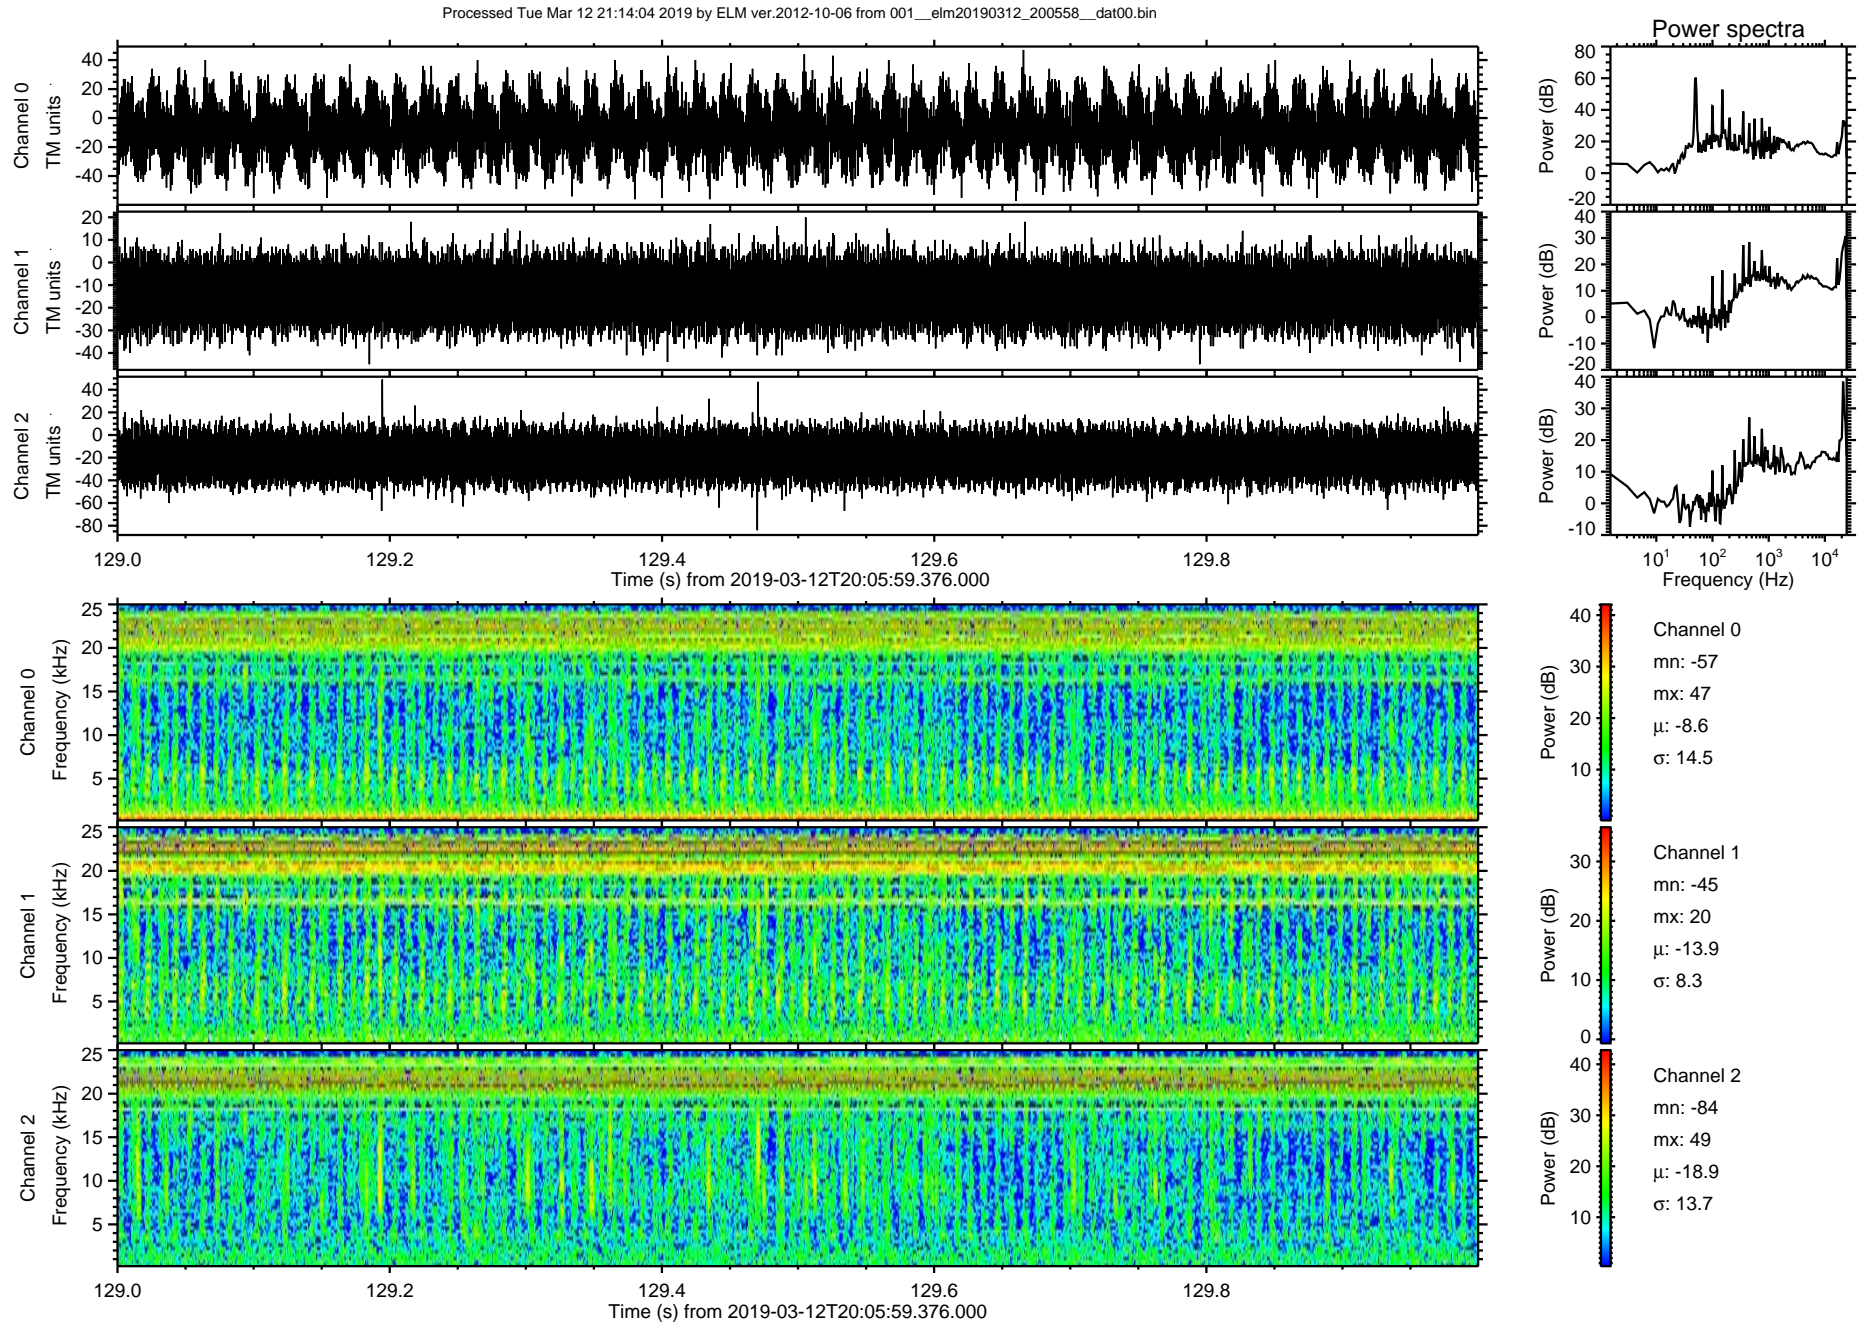 Processed Tue Mar 12 21:14:04 2019 by ELM ver.2012-10-06 from 001__elm20190312_200558__dat00.bin
Power spectra
Channel 0
TM units
40
20
0
-20
-40
Power (dB)
80
60
40
20
0
-20
Channel 1
TM units
20
10
0
-10
-20
-30
-40
Power (dB)
40
30
20
10
0
-10
-20
Channel 2
TM units
40
20
0
-20
-40
-60
-80
Power (dB)
40
30
20
10
0
-10
129.0 129.2 129.4 129.6 129.8
Time (s) from 2019-03-12T20:05:59.376.000
10¹ 10² 10³ 10⁴
Frequency (Hz)
Channel 0
Frequency (kHz)
25
20
15
10
5
Power (dB)
40
30
20
10
Channel 0
mn: -57
mx: 47
μ: -8.6
σ: 14.5
Channel 1
Frequency (kHz)
25
20
15
10
5
Power (dB)
30
20
10
0
Channel 1
mn: -45
mx: 20
μ: -13.9
σ: 8.3
Channel 2
Frequency (kHz)
25
20
15
10
5
Power (dB)
40
30
20
10
Channel 2
mn: -84
mx: 49
μ: -18.9
σ: 13.7
129.0 129.2 129.4 129.6 129.8
Time (s) from 2019-03-12T20:05:59.376.000